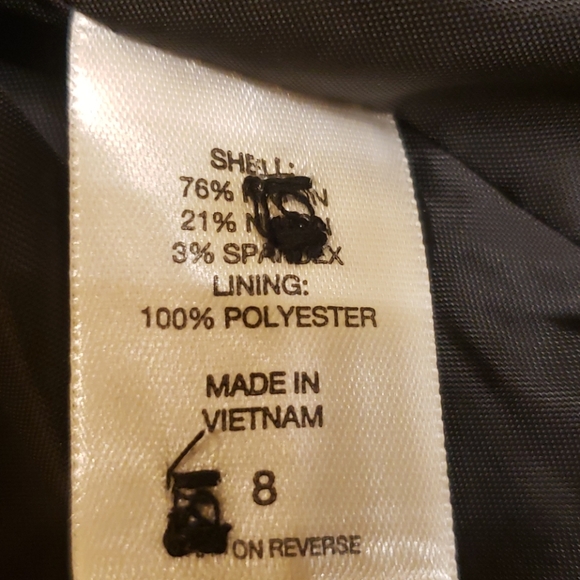 SHELL:
76%
21%
3% SPANDEX
LINING:
100% POLYESTER
MADE IN
VIETNAM
8
ON REVERSE